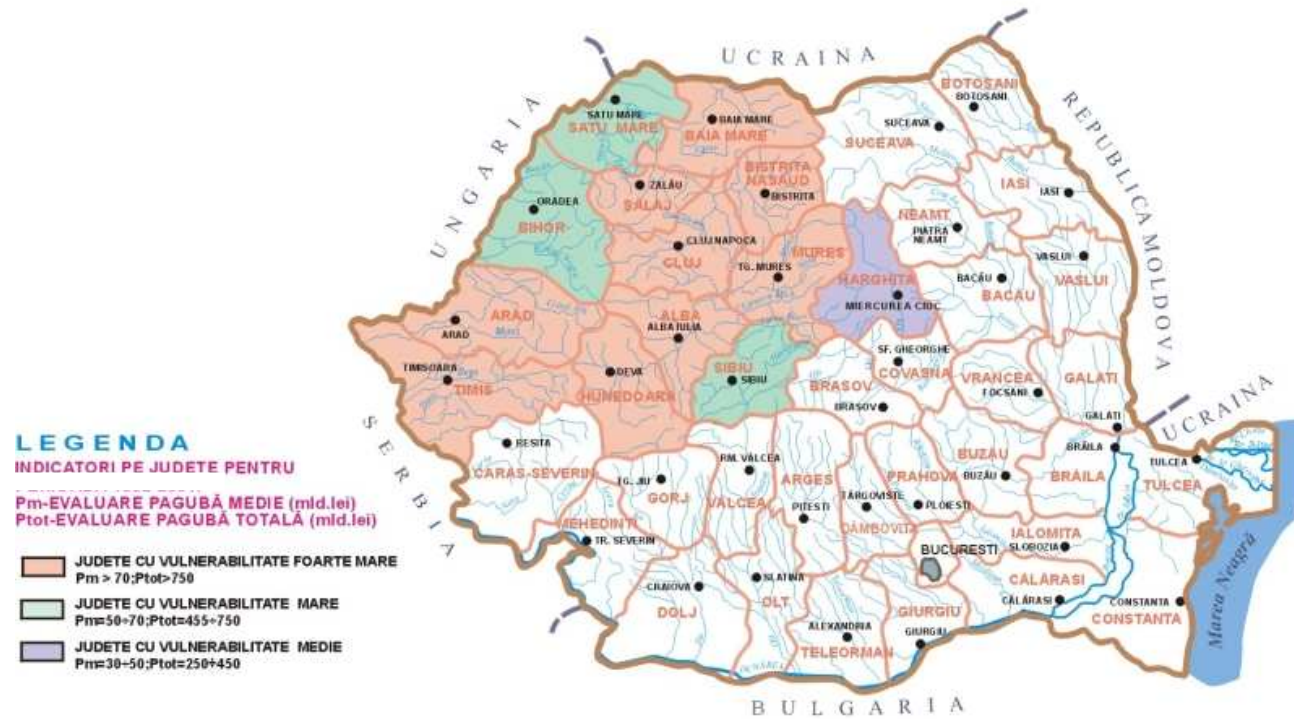 UCRAINA
UNGARIA
REPUBLICA MOLDOVA
UCRAINA
SERBIA
BULGARIA
Marea Neagră
SATU MARE
SATU MARE
BAIA MARE
BAIA MARE
BOTOSANI
BOTOSANI
SUCEAVA
SUCEAVA
BISTRITA
NASAUD
BISTRITA
ZALĂU
SALAJ
IASI
IASI
ORADEA
BIHOR
CLUJ NAPOCA
CLUJ
NEAMT
PIATRA
NEAMT
MURES
TG. MURES
VASLUI
VASLUI
BACĂU
BACAU
HARGHITA
MIERCUREA CIUC
ARAD
ARAD
ALBA
ALBA IULIA
SF. GHEORGHE
COVASNA
TIMISOARA
TIMIS
DEVA
HUNEDOARA
SIBIU
SIBIU
BRASOV
BRASOV
VRANCEA
FOCSANI
GALATI
GALATI
RESITA
CARAS-SEVERIN
RM. VALCEA
VALCEA
ARGES
PITESTI
TG. JIU
GORJ
TÂRGOVISTE
DÂMBOVITA
PRAHOVA
PLOIESTI
BUZAU
BUZĂU
BRĂILA
BRAILA
TULCEA
TULCEA
MEHEDINTI
TR. SEVERIN
IALOMITA
SLOBOZIA
BUCURESTI
CRAIOVA
DOLJ
SLATINA
OLT
CĂLĂRASI
CĂLĂRASI
CONSTANTA
CONSTANTA
GIURGIU
GIURGIU
ALEXANDRIA
TELEORMAN
DUNAREA
LEGENDA
INDICATORI PE JUDETE PENTRU
Pm-EVALUARE PAGUBĂ MEDIE (mld.lei)
Ptot-EVALUARE PAGUBĂ TOTALĂ (mld.lei)
JUDETE CU VULNERABILITATE FOARTE MARE
Pm > 70;Ptot>750
JUDETE CU VULNERABILITATE MARE
Pm=50÷70;Ptot=455÷750
JUDETE CU VULNERABILITATE MEDIE
Pm=30÷50;Ptot=250÷450